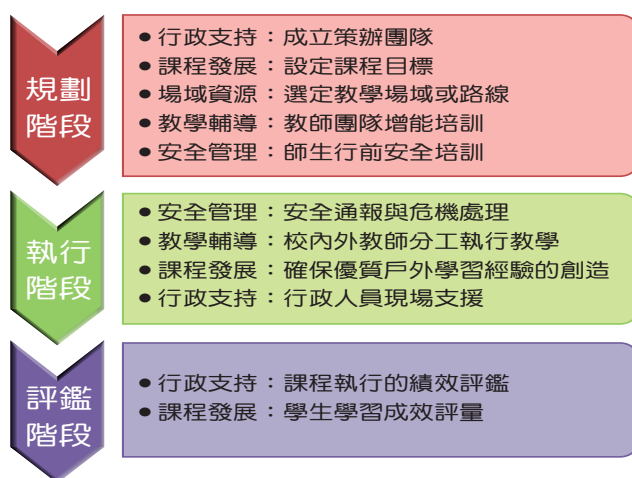 規劃
階段
● 行政支持：成立策辦團隊
● 課程發展：設定課程目標
● 場域資源：選定教學場域或路線
● 教學輔導：教師團隊增能培訓
● 安全管理：師生行前安全培訓
執行
階段
● 安全管理：安全通報與危機處理
● 教學輔導：校內外教師分工執行教學
● 課程發展：確保優質戶外學習經驗的創造
● 行政支持：行政人員現場支援
評鑑
階段
● 行政支持：課程執行的績效評鑑
● 課程發展：學生學習成效評量